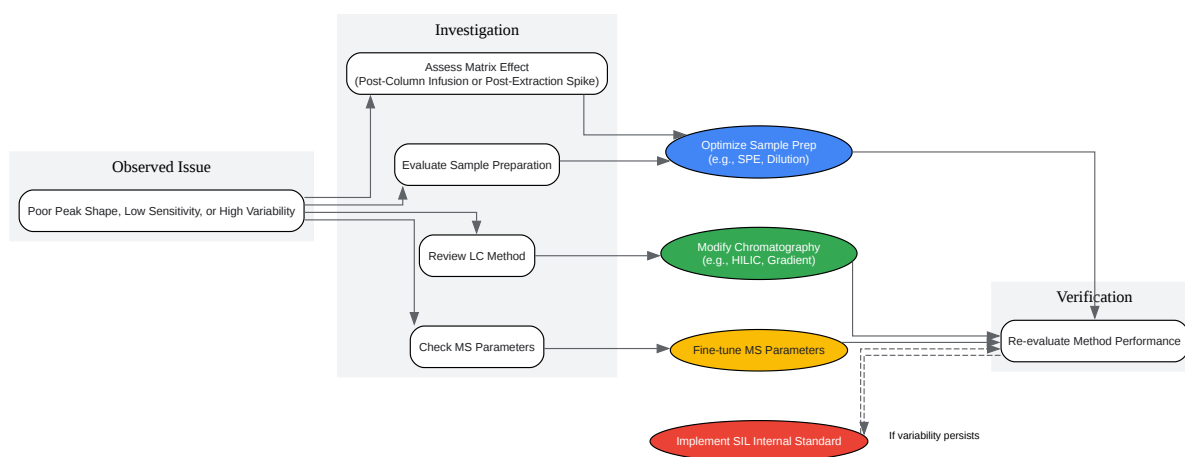 Investigation
Assess Matrix Effect
(Post-Column Infusion or Post-Extraction Spike)
Observed Issue
Poor Peak Shape, Low Sensitivity, or High Variability
Evaluate Sample Preparation
Review LC Method
Check MS Parameters
Optimize Sample Prep
(e.g., SPE, Dilution)
Modify Chromatography
(e.g., HILIC, Gradient)
Fine-tune MS Parameters
Implement SIL Internal Standard
If variability persists
Verification
Re-evaluate Method Performance